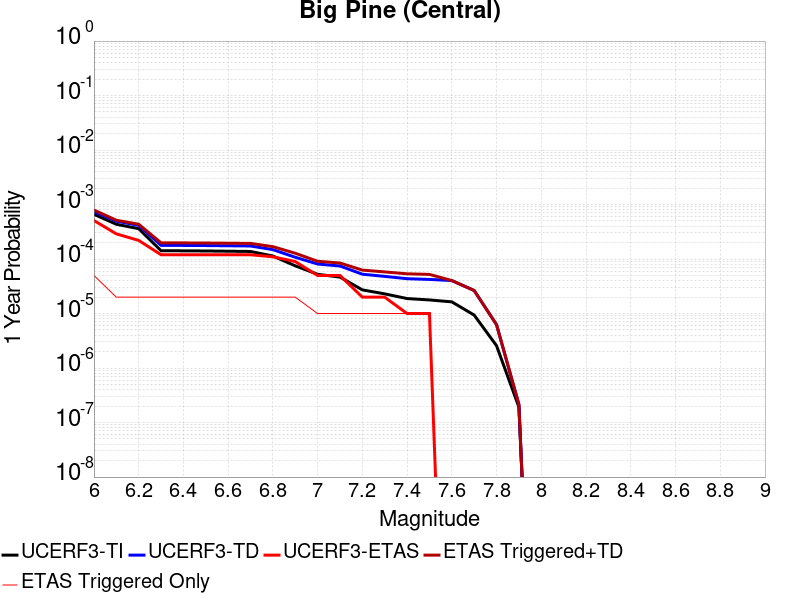 Big Pine (Central)
10^0
10^-1
10^-2
10^-3
10^-4
10^-5
10^-6
10^-7
10^-8
1 Year Probability
6 6.2 6.4 6.6 6.8 7 7.2 7.4 7.6 7.8 8 8.2 8.4 8.6 8.8 9
Magnitude
UCERF3-TI UCERF3-TD UCERF3-ETAS ETAS Triggered+TD
ETAS Triggered Only